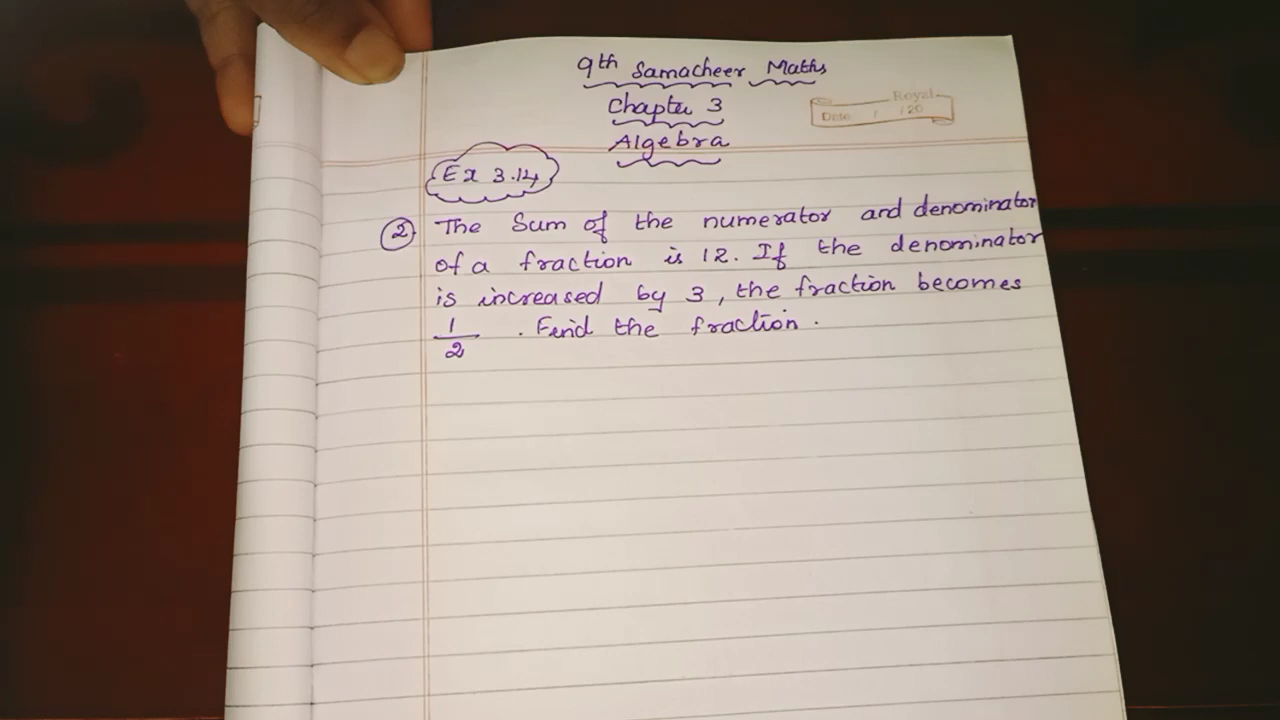 9th Samacheer Maths
Chapter 3
Algebra
Royal
Date / /20
Ex 3.14
② The Sum of the numerator and denominator
of a fraction is 12. If the denominator
is increased by 3, the fraction becomes
1/2 . Find the fraction.